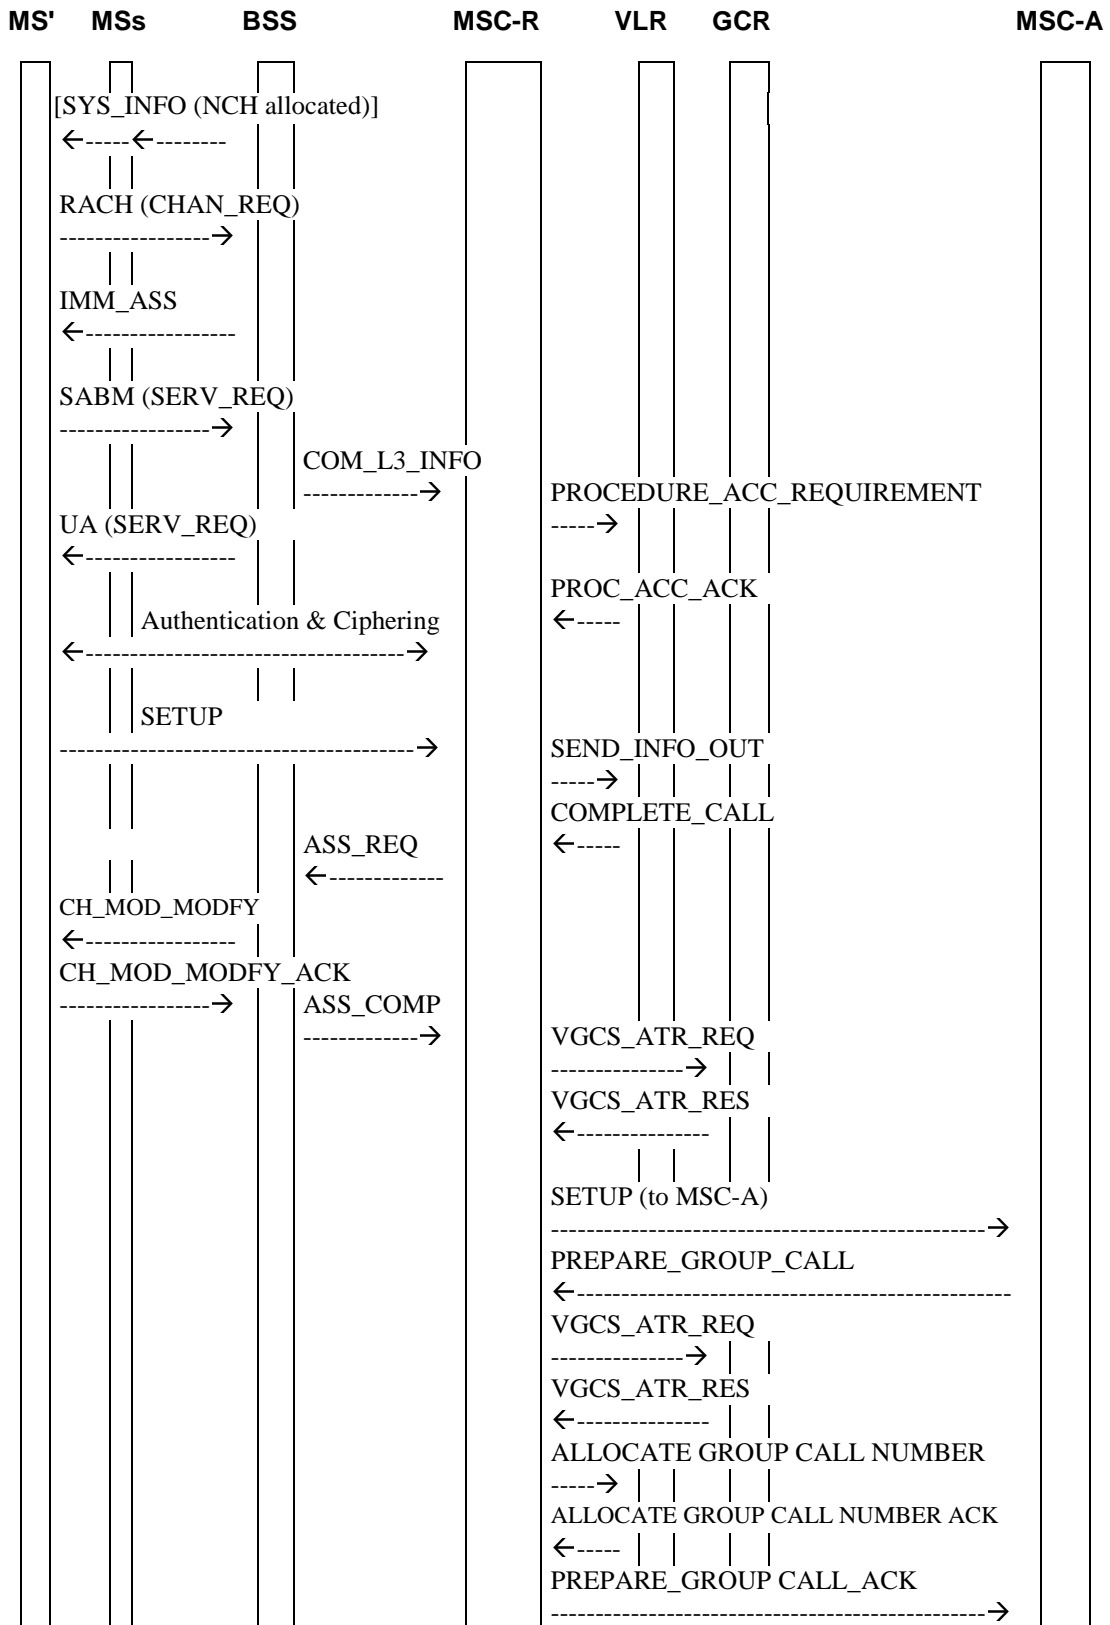 MS' MSs BSS MSC-R VLR GCR MSC-A
[SYS_INFO (NCH allocated)]
RACH (CHAN_REQ)
IMM_ASS
SABM (SERV_REQ)
COM_L3_INFO
PROCEDURE_ACC_REQUIREMENT
UA (SERV_REQ)
PROC_ACC_ACK
Authentication & Ciphering
SETUP
SEND_INFO_OUT
COMPLETE_CALL
ASS_REQ
CH_MOD_MODFY
CH_MOD_MODFY_ACK
ASS_COMP
VGCS_ATR_REQ
VGCS_ATR_RES
SETUP (to MSC-A)
PREPARE_GROUP_CALL
VGCS_ATR_REQ
VGCS_ATR_RES
ALLOCATE GROUP CALL NUMBER
ALLOCATE GROUP CALL NUMBER ACK
PREPARE_GROUP CALL_ACK